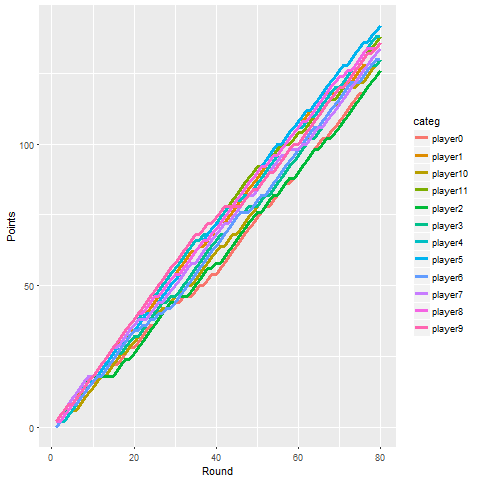 Points
100
50
0
0
20
40
60
80
Round
categ
player0
player1
player10
player11
player2
player3
player4
player5
player6
player7
player8
player9